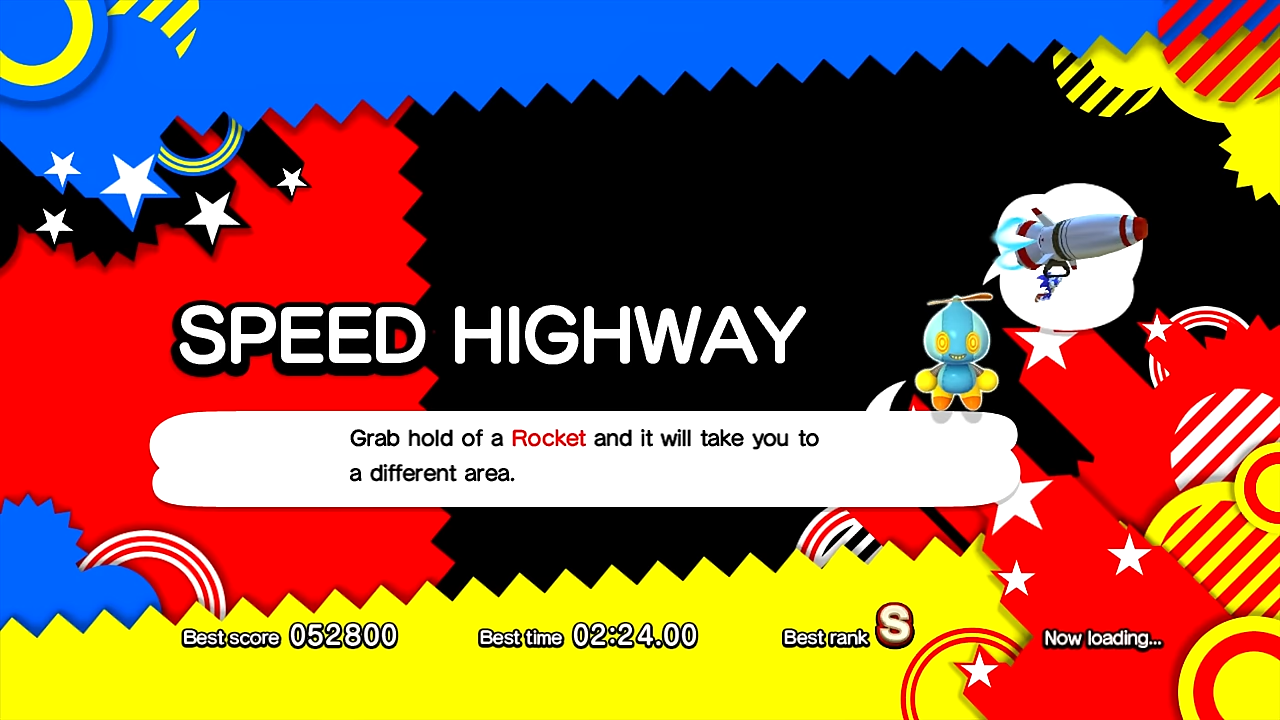 SPEED HIGHWAY
Grab hold of a Rocket and it will take you to
a different area.
Best score 052800 Best time 02:24.00 Best rank S Now loading...